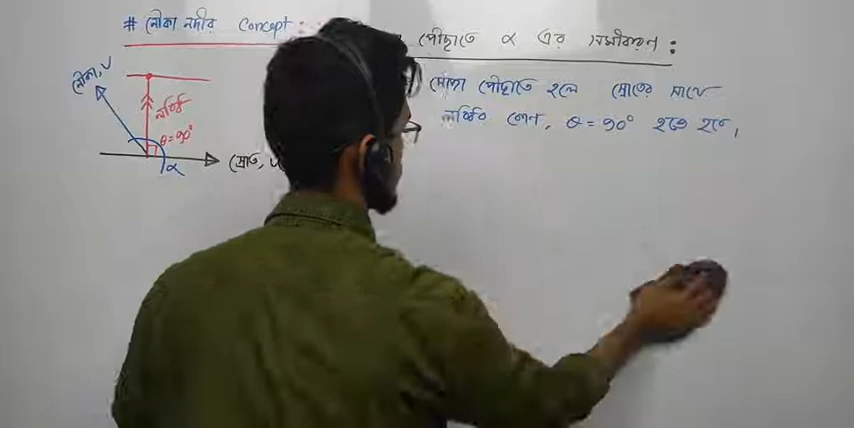 # নৌকা নদীর Concept :
পৌছাতে α এর সমীকরণ :
সোজা পৌছাতে হলে স্রোতের সাথে
লব্ধির কোণ, θ = 90° হতে হবে,
নৌকা, v
লব্ধি
θ = 90°
স্রোত, u
α